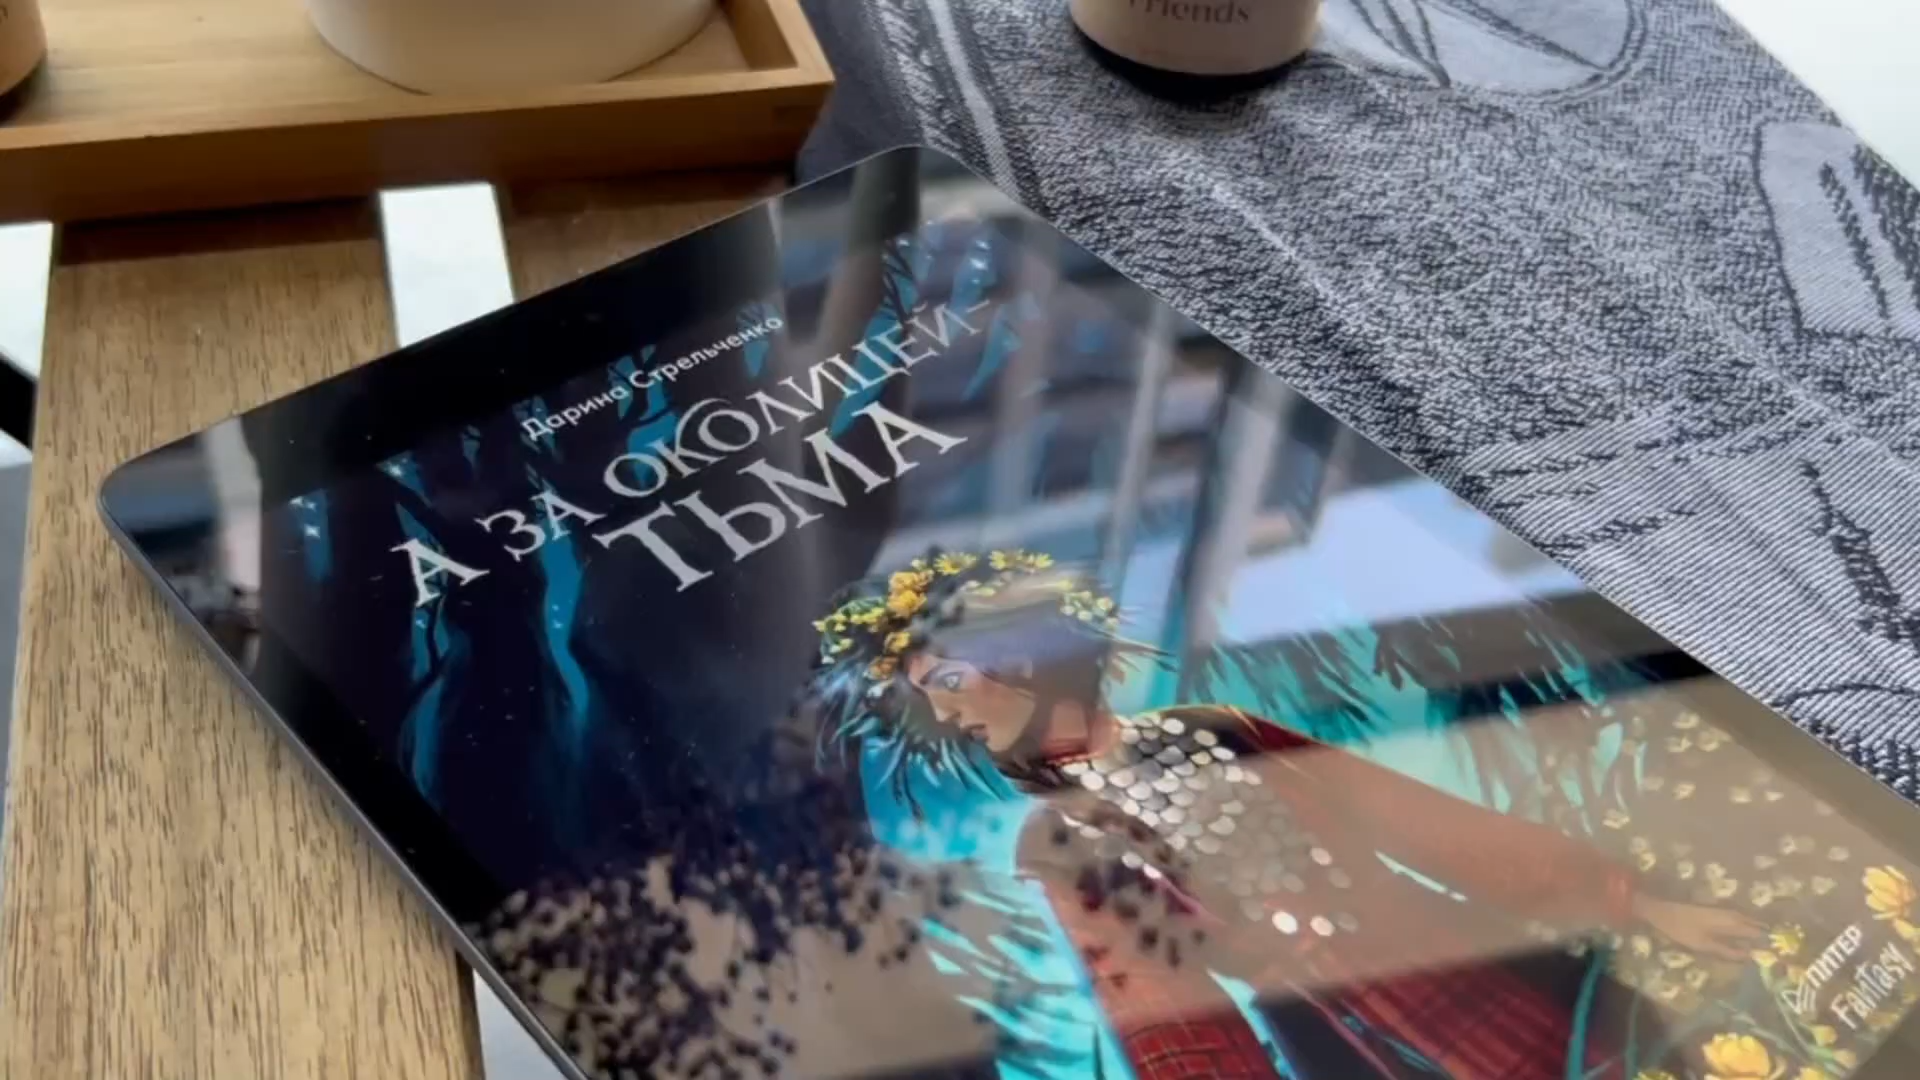 Friends
Дарина Стрельченко
А ЗА ОКОЛИЦЕЙ–
ТЬМА
ПИТЕР
Fantasy